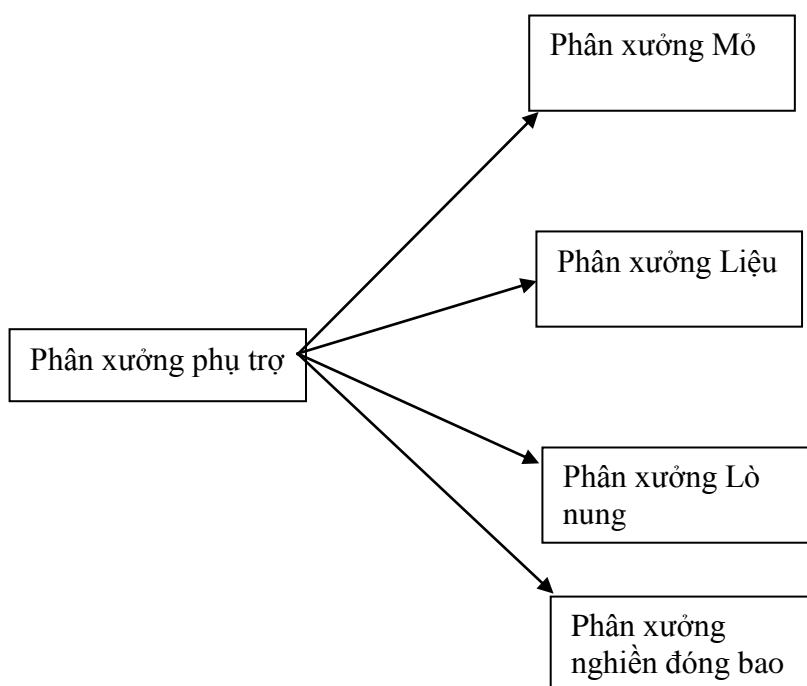 Phân xưởng Mỏ
Phân xưởng Liệu
Phân xưởng phụ trợ
Phân xưởng Lò
nung
Phân xưởng
nghiền đóng bao